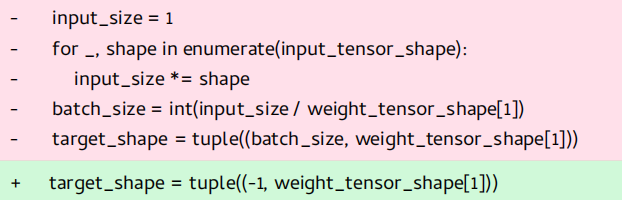 - input_size = 1
- for _, shape in enumerate(input_tensor_shape):
- input_size *= shape
- batch_size = int(input_size / weight_tensor_shape[1])
- target_shape = tuple((batch_size, weight_tensor_shape[1]))
+ target_shape = tuple((-1, weight_tensor_shape[1]))